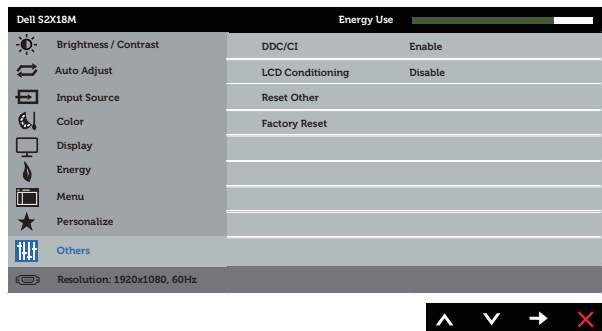 Dell S2X18M Energy Use
Brightness / Contrast DDC/CI Enable
Auto Adjust LCD Conditioning Disable
Input Source Reset Other
Color Factory Reset
Display
Energy
Menu
Personalize
Others
Resolution: 1920x1080, 60Hz